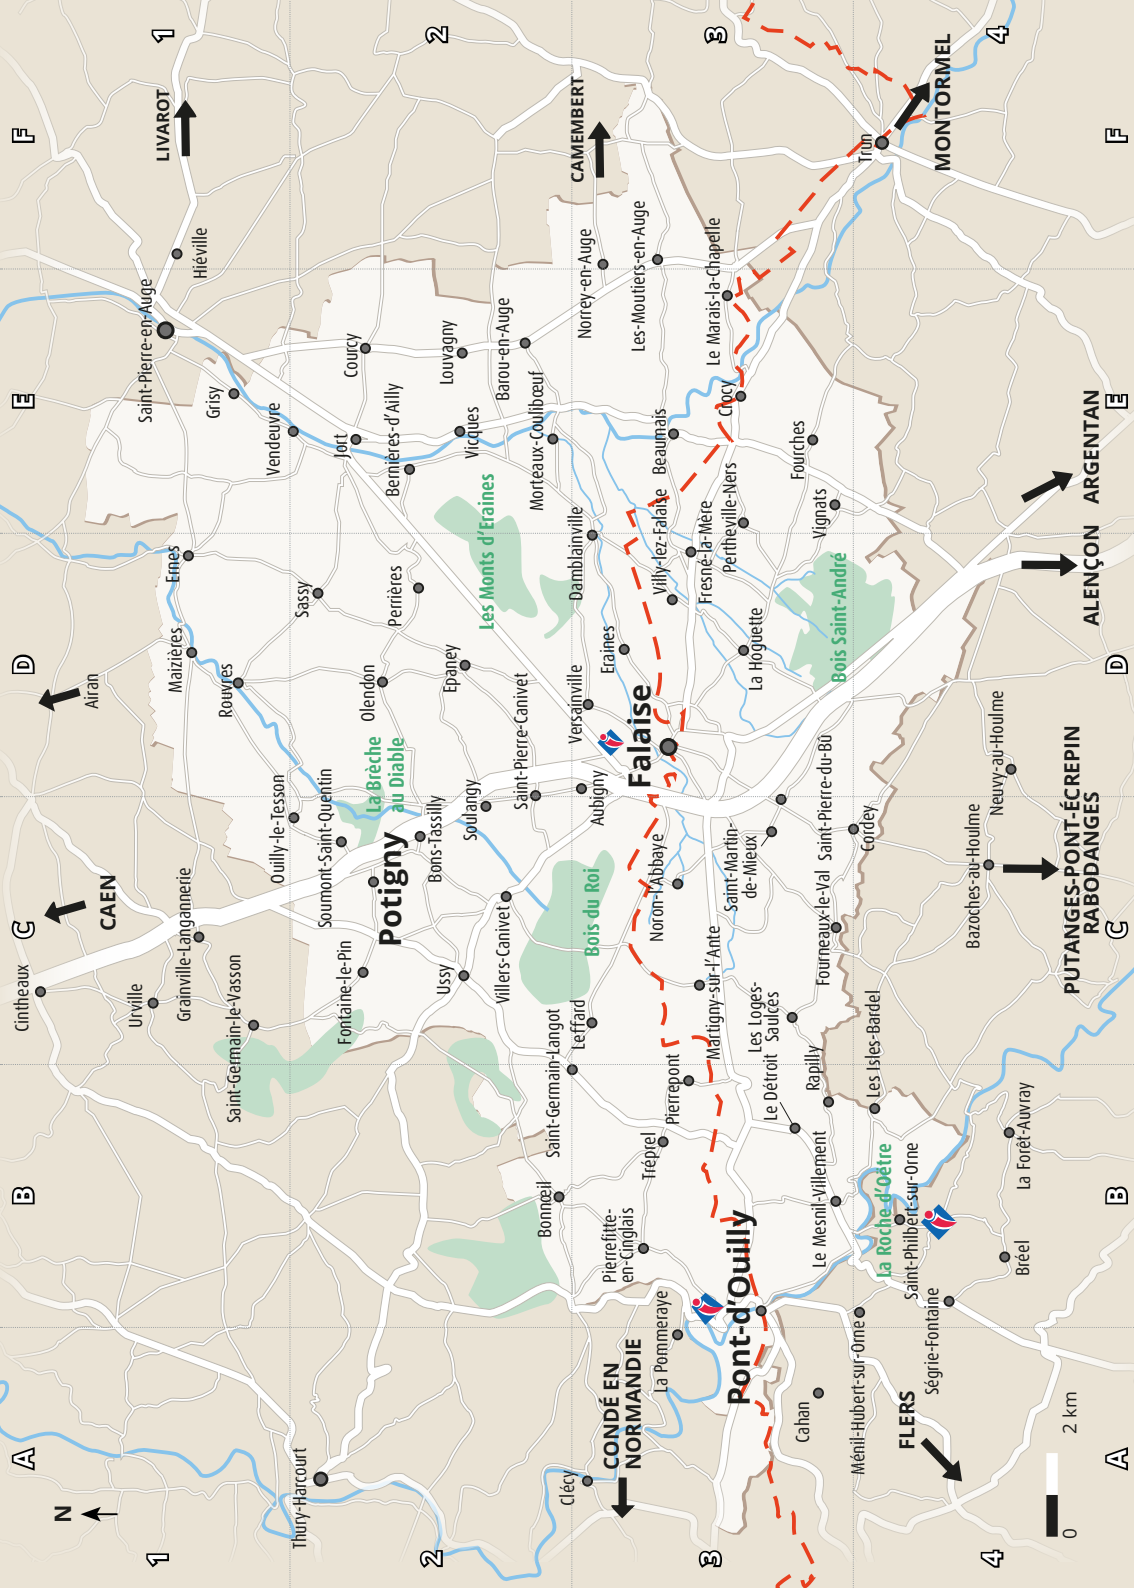 N
A
B
C
D
E
F
1
1
Cintheaux
CAEN
Airan
Urville
Grainville-Langannerie
Saint-Germain-le-Vasson
Mazières
Ernes
Rouvres
Saint-Pierre-en-Auge
LIVAROT
Hiéville
Grisy
Vendeuvre
Ouilly-le-Tesson
2
2
Thury-Harcourt
Fontaine-le-Pin
Soumont-Saint-Quentin
Potigny
La Brèche
au Diable
Olendon
Sassy
Perrières
Jort
Courcy
Bernières-d'Ailly
Louvagny
Ussy
Bons-Tassilly
Epaney
Vicques
Soulangy
Les Monts d'Eraines
Villers-Canivet
Saint-Pierre-Canivet
Barou-en-Auge
Morteaux-Coulibœuf
Bonnœil
Saint-Germain-Langot
3
3
Clécy
CONDÉ EN
NORMANDIE
Leffard
Bois du Roi
Aubigny
Versainville
Damblainville
Norrey-en-Auge
CAMEMBERT
Pierrefitte-
en-Cinglais
Eraines
Falaise
Les-Moutiers-en-Auge
La Pommeraye
Tréprel
Pierrepont
Noron-l'Abbaye
Villy-lez-Falaise
Beaumais
Martigny-sur-l'Ante
Fresné-la-Mère
Le Marais-la-Chapelle
Pont-d'Ouilly
Saint-Martin-
de-Mieux
La Hoguette
Pertheville-Ners
Crocy
Les Loges-
Saulces
Le Détroit
Cahan
Rapilly
Le Mesnil-Villement
Fourneaux-le-Val
Saint-Pierre-du-Bû
Bois Saint-André
Vignats
Fourches
Trun
4
4
Ménil-Hubert-sur-Orne
Les Isles-Bardel
Cordey
La Roche d'Oëtre
Saint-Philbert-sur-Orne
FLERS
Ségrie-Fontaine
MONTORMEL
Bazoches-au-Houlme
Neuvy-au-Houlme
Bréel
La Forêt-Auvray
PUTANGES-PONT-ÉCREPIN
RABODANGES
ALENÇON
ARGENTAN
0
2 km
A
B
C
D
E
F